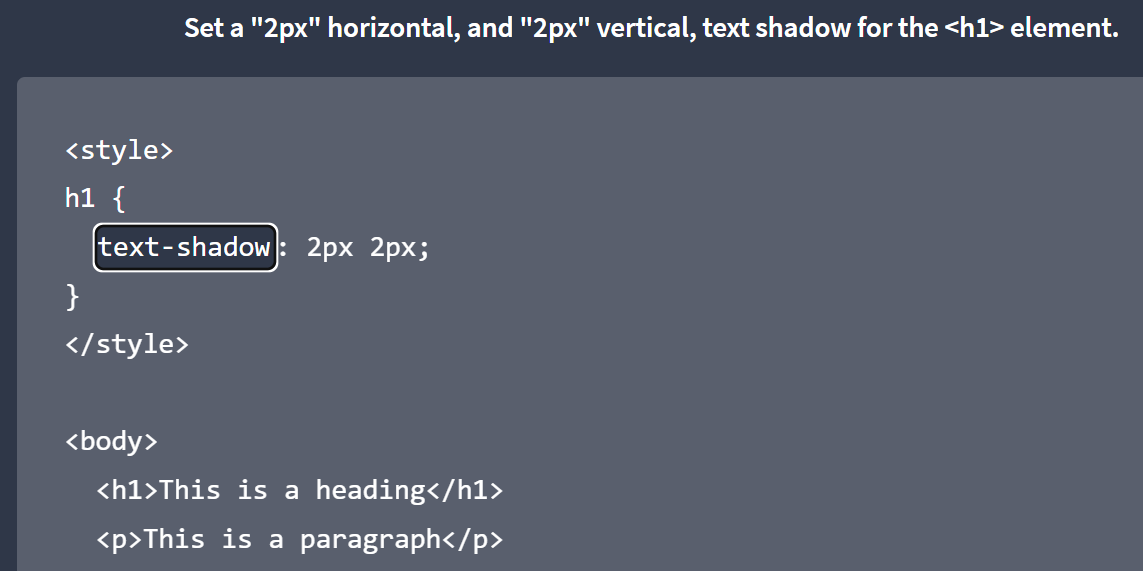 Set a "2px" horizontal, and "2px" vertical, text shadow for the <h1> element.
<style>
h1 {
text-shadow: 2px 2px;
}
</style>
<body>
<h1>This is a heading</h1>
<p>This is a paragraph</p>